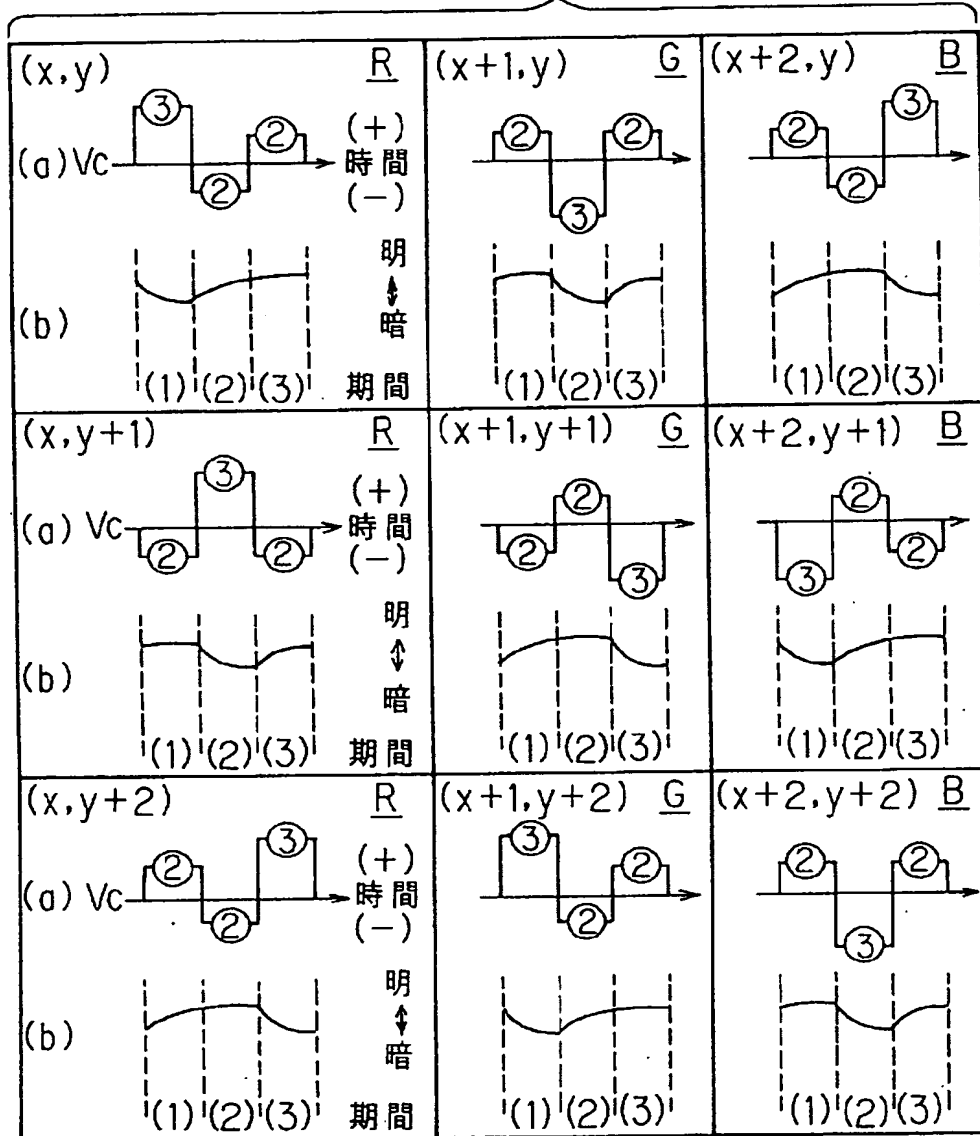 (x,y) R
③ ② (+)
(a) Vc 時間
② (−)
明
(b) 暗
(1) (2) (3) 期間
(x+1,y) G
② ②
③
(1) (2) (3)
(x+2,y) B
② ③
②
(1) (2) (3)
(x,y+1) R
③ (+)
(a) Vc 時間
② ② (−)
明
(b) 暗
(1) (2) (3) 期間
(x+1,y+1) G
②
② ③
(1) (2) (3)
(x+2,y+1) B
②
③ ②
(1) (2) (3)
(x,y+2) R
② ③ (+)
(a) Vc 時間
② (−)
明
(b) 暗
(1) (2) (3) 期間
(x+1,y+2) G
③ ②
②
(1) (2) (3)
(x+2,y+2) B
② ②
③
(1) (2) (3)